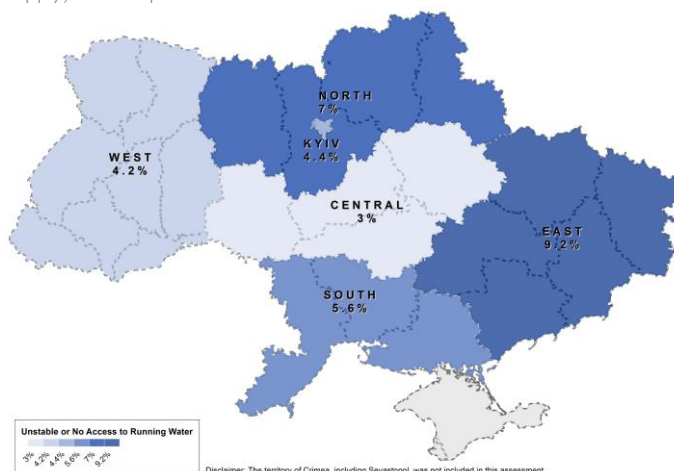 NORTH
7%
KYIV
4.4%
WEST
4.2%
CENTRAL
3%
EAST
9.2%
SOUTH
5.6%
Unstable or No Access to Running Water
3% 4.2% 4.4% 5.6% 7% 9.2%
Disclaimer: The territory of Crimea, including Sevastopol, was not included in this assessment